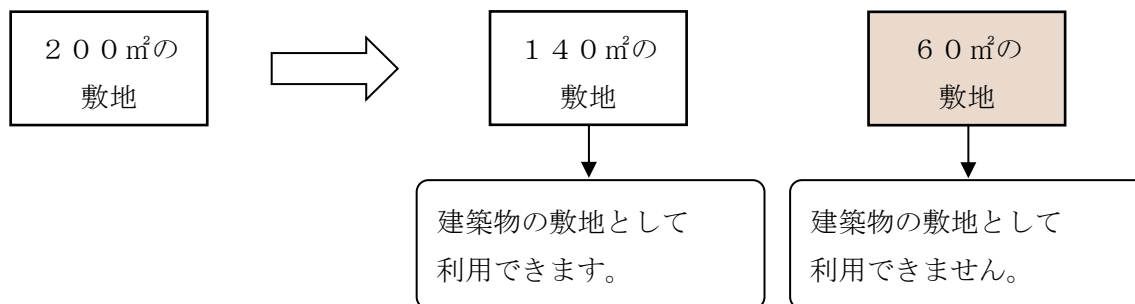 ２００㎡の
敷地
１４０㎡の
敷地
６０㎡の
敷地
建築物の敷地として
利用できます。
建築物の敷地として
利用できません。